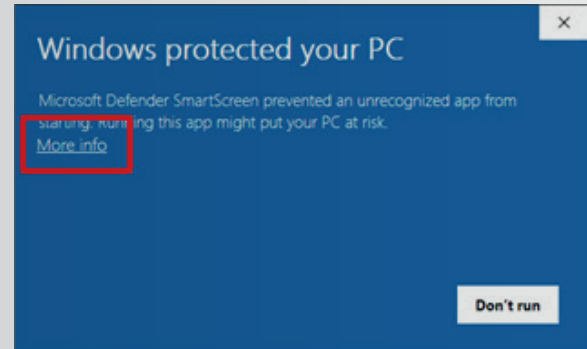 Windows protected your PC
Microsoft Defender SmartScreen prevented an unrecognized app from
starting. Running this app might put your PC at risk.
More info
Don't run